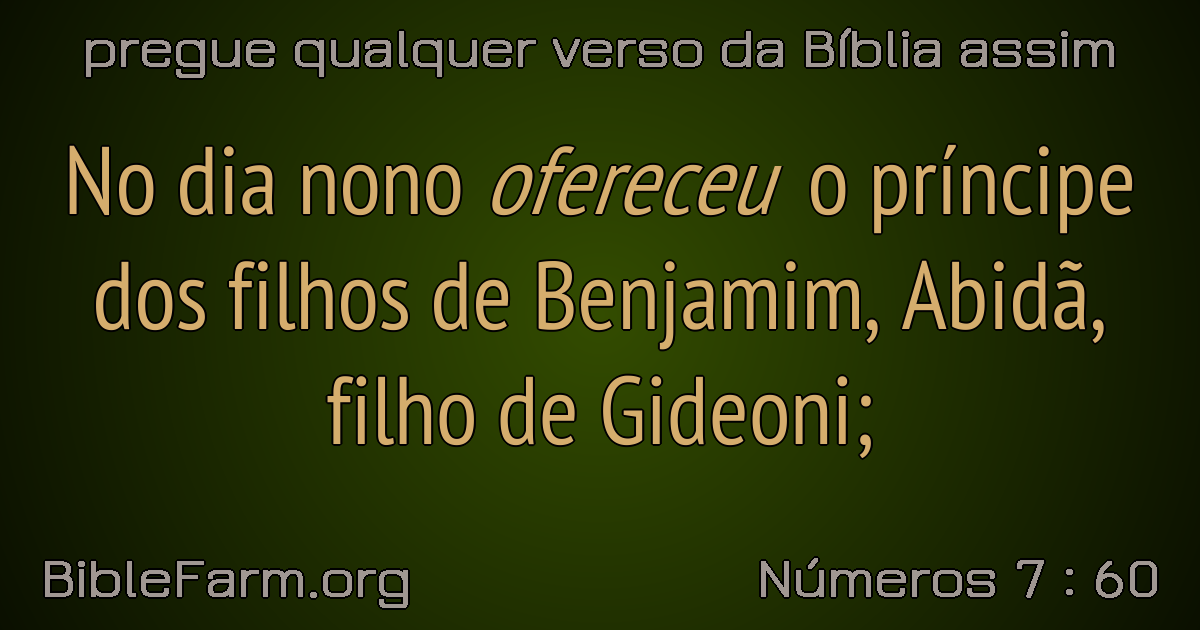 pregue qualquer verso da Bíblia assim
No dia nono ofereceu o príncipe
dos filhos de Benjamim, Abidã,
filho de Gideoni;
BibleFarm.org
Números 7 : 60